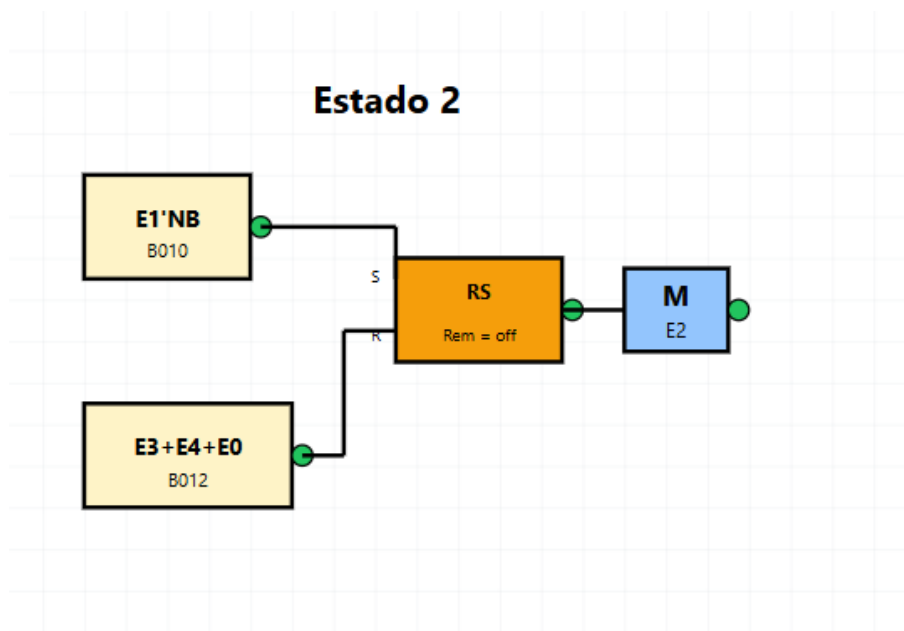 Estado 2
E1'NB
B010
S
R
RS
Rem = off
M
E2
E3+E4+E0
B012